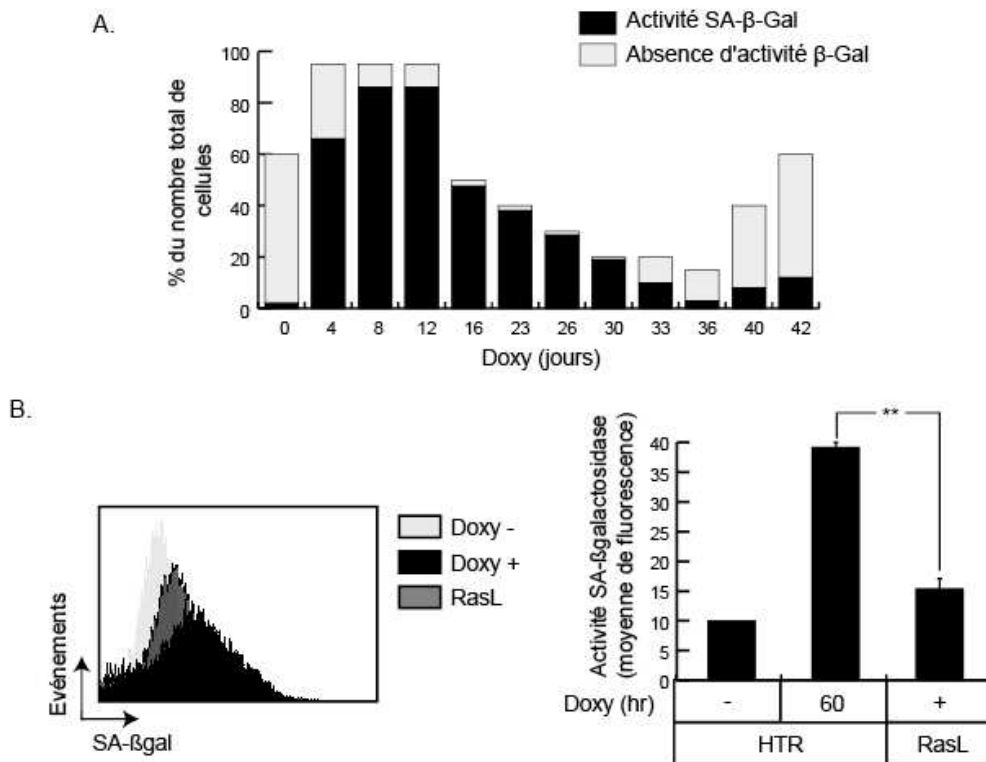 A.
Activité SA-β-Gal
Absence d'activité β-Gal
% du nombre total de
cellules
100
80
60
40
20
0
0 4 8 12 16 23 26 30 33 36 40 42
Doxy (jours)
B.
Evénements
SA-ßgal
Doxy -
Doxy +
RasL
Activité SA-ßgalactosidase
(moyenne de fluorescence)
**
40
35
30
25
20
15
10
5
0
Doxy (hr) - 60 +
HTR RasL